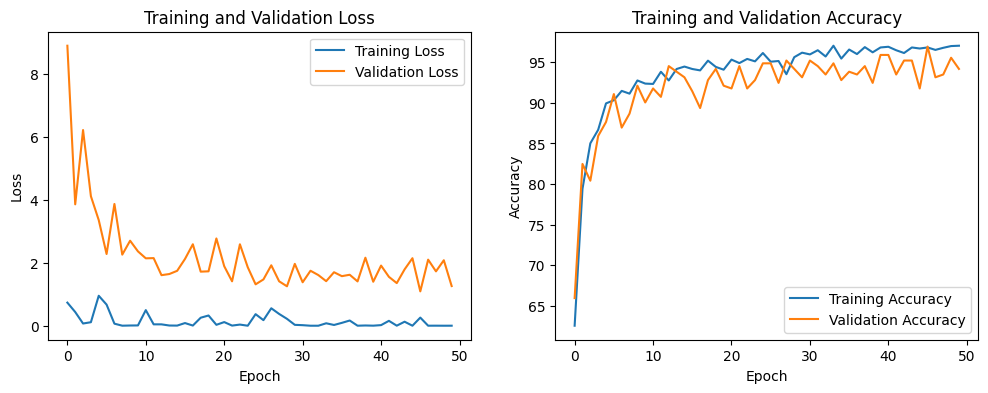 Training and Validation Loss
Training Loss
Validation Loss
8
6
4
2
0
Loss
0
10
20
30
40
50
Epoch
Training and Validation Accuracy
95
90
85
80
75
70
65
Accuracy
Training Accuracy
Validation Accuracy
0
10
20
30
40
50
Epoch